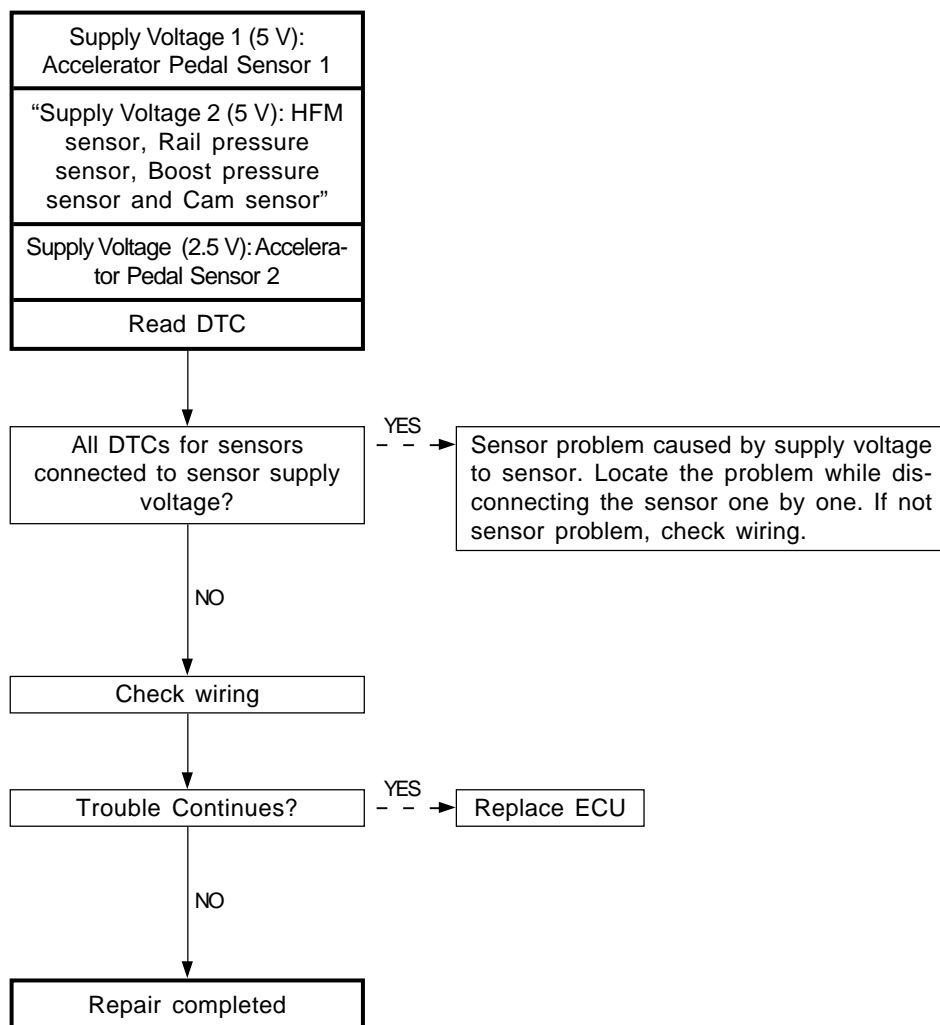 Supply Voltage 1 (5 V):
Accelerator Pedal Sensor 1
“Supply Voltage 2 (5 V): HFM
sensor, Rail pressure
sensor, Boost pressure
sensor and Cam sensor”
Supply Voltage (2.5 V): Accelera-
tor Pedal Sensor 2
Read DTC
All DTCs for sensors
connected to sensor supply
voltage?
YES
Sensor problem caused by supply voltage
to sensor. Locate the problem while dis-
connecting the sensor one by one. If not
sensor problem, check wiring.
NO
Check wiring
Trouble Continues?
YES
Replace ECU
NO
Repair completed